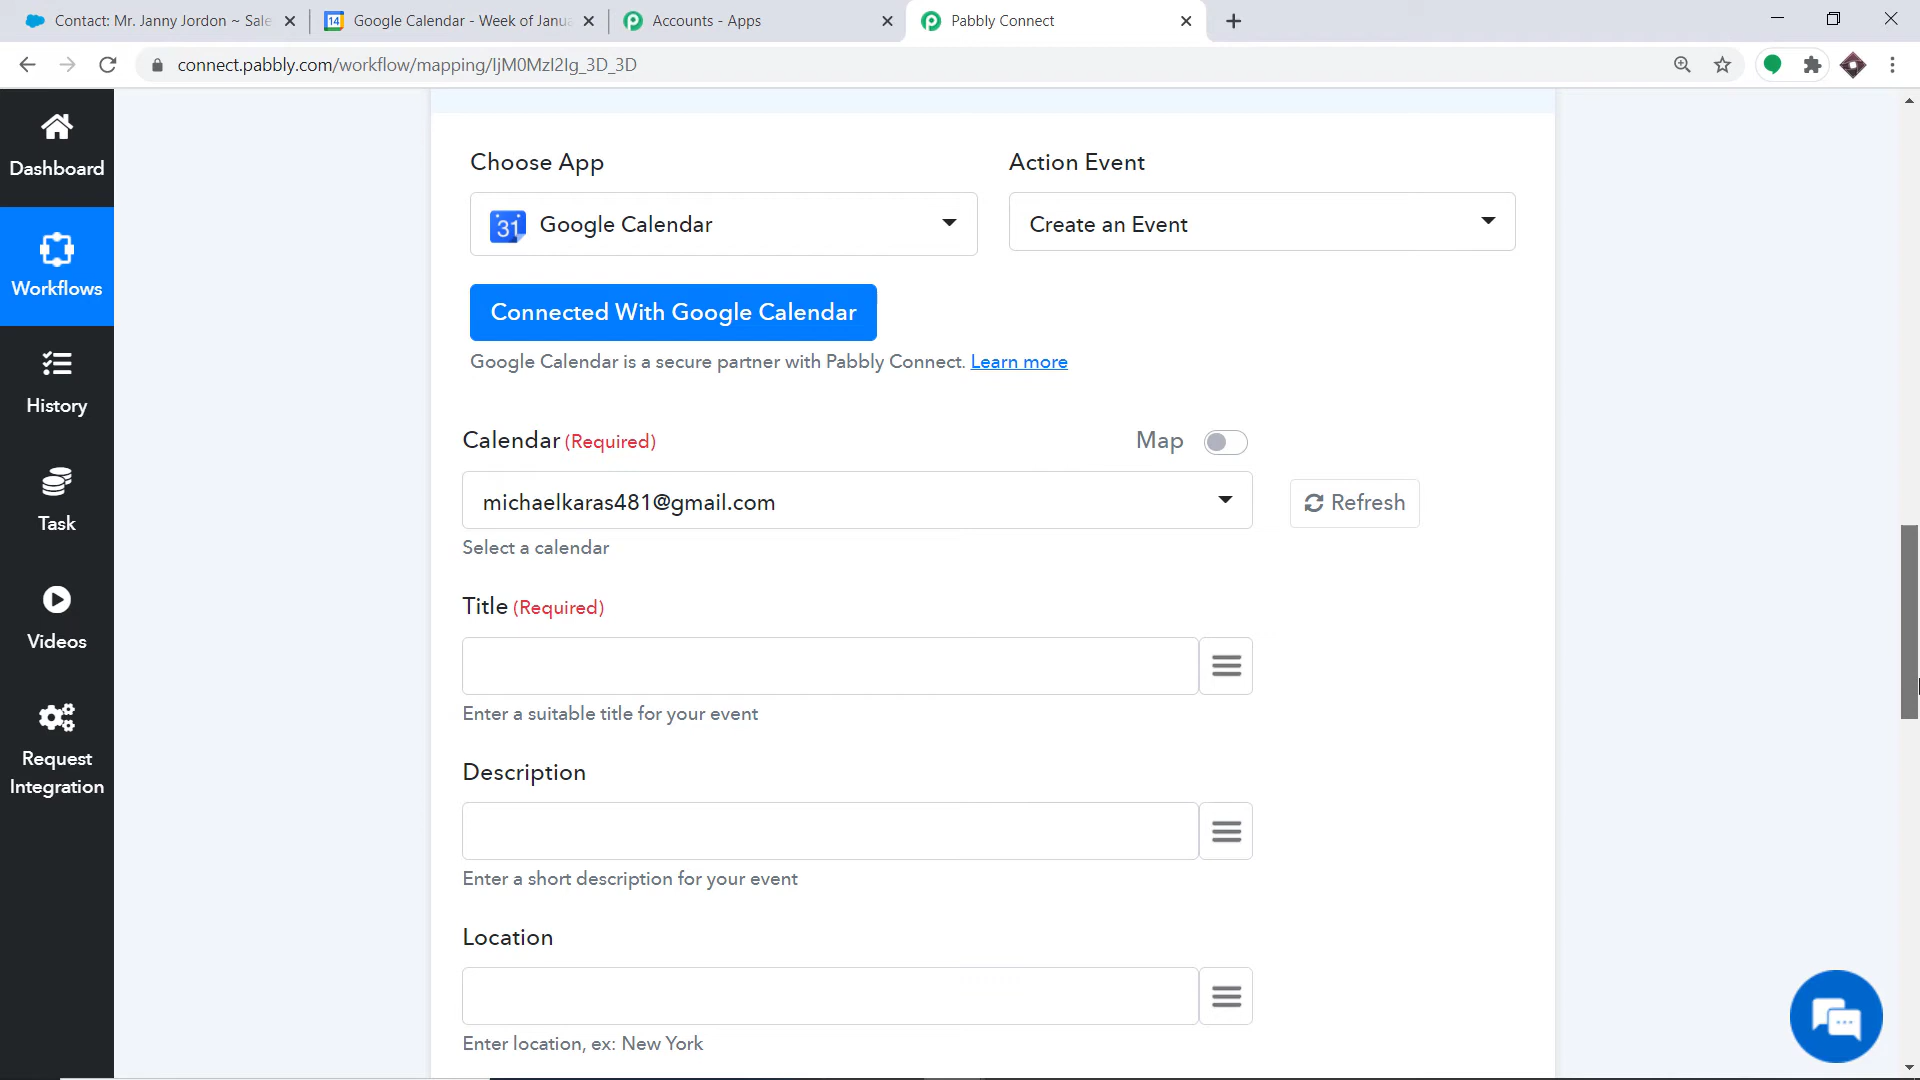 Contact: Mr. Janny Jordon ~ Sale
Google Calendar - Week of Janua
Accounts - Apps
Pabbly Connect
connect.pabbly.com/workflow/mapping/IjM0MzI2Ig_3D_3D
Dashboard
Workflows
History
Task
Videos
Request
Integration
Choose App
Action Event
31
Google Calendar
Create an Event
Connected With Google Calendar
Google Calendar is a secure partner with Pabbly Connect. Learn more
Calendar (Required)
Map
michaelkaras481@gmail.com
Refresh
Select a calendar
Title (Required)
Enter a suitable title for your event
Description
Enter a short description for your event
Location
Enter location, ex: New York